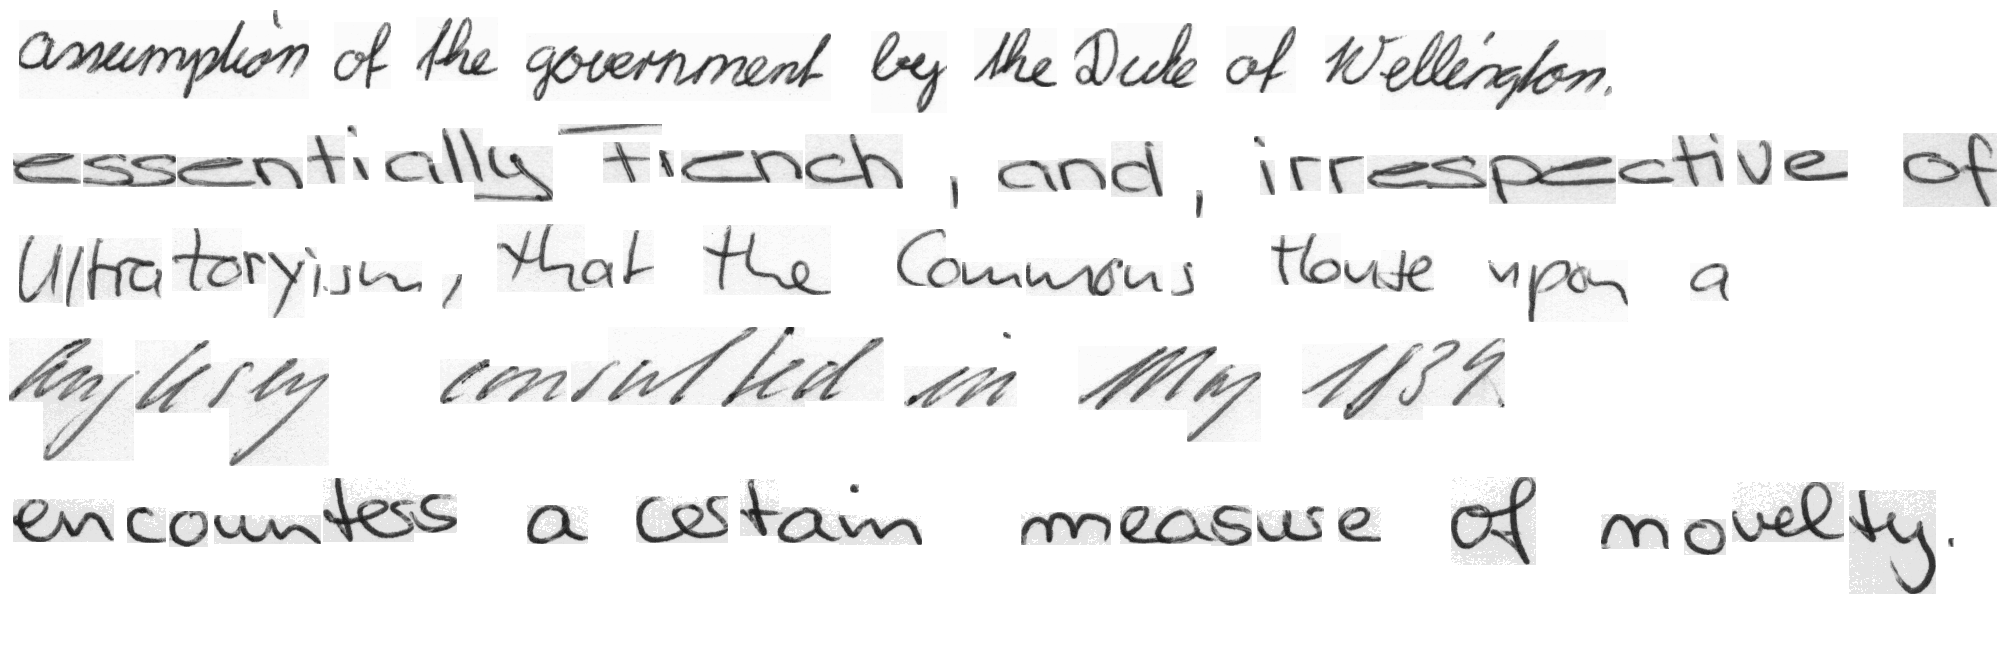 assumption of the government by the Duke of Wellington.
essentially French, and, irrespective of
Ultratoryism, that the Commons House upon a
Anglesey consulted in May 1839
encounters a certain measure of novelty.